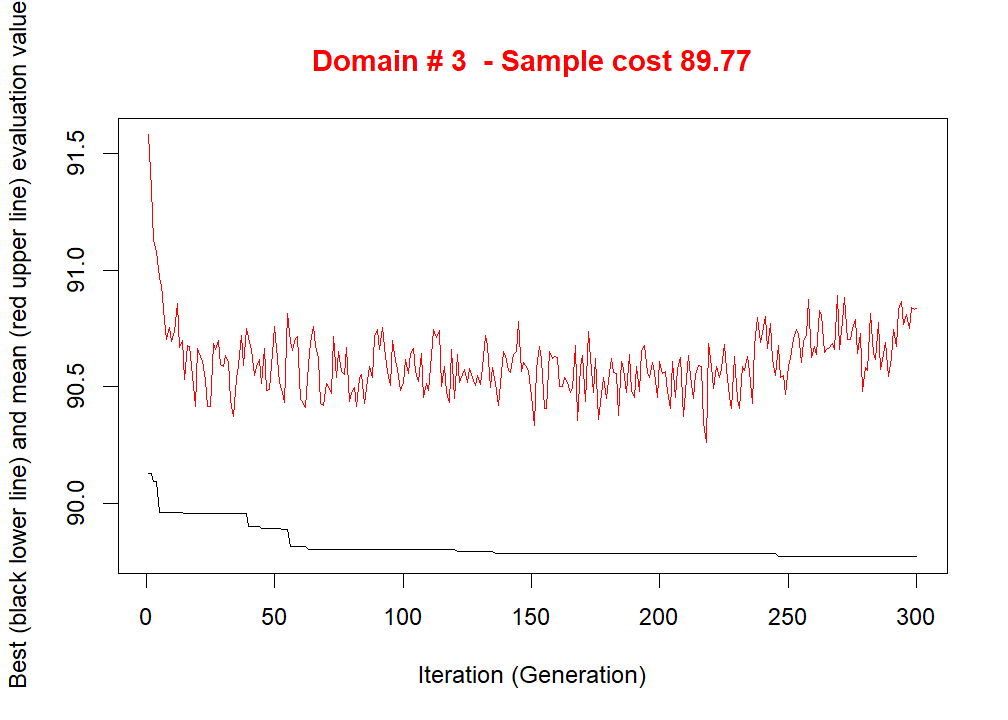 Domain # 3  - Sample cost 89.77
Best (black lower line) and mean (red upper line) evaluation value
91.5
91.0
90.5
90.0
0 50 100 150 200 250 300
Iteration (Generation)